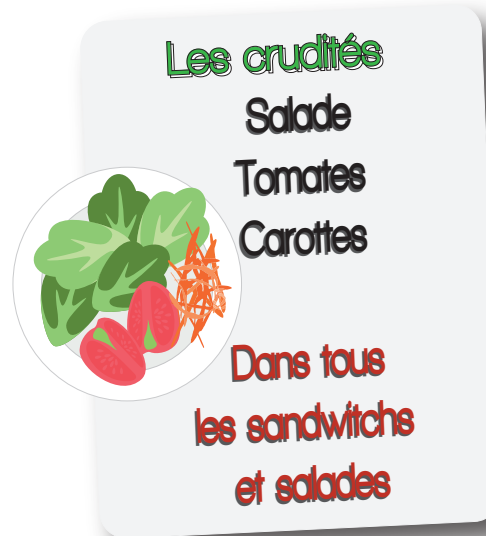 Les crudités
Salade
Tomates
Carottes
Dans tous
les sandwitchs
et salades